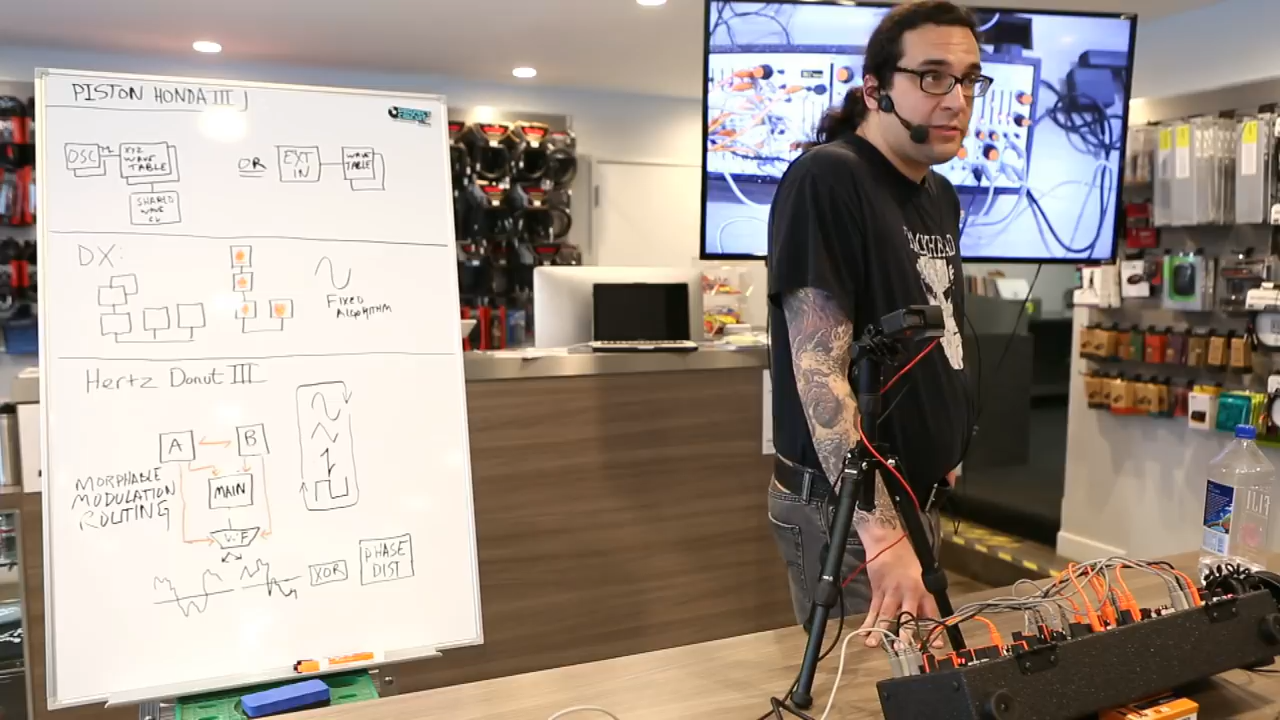 PISTON HONDA III
OSC
XYZ
WAVE
TABLE
SHARED
WAVE
OR
EXT
IN
WAVE
TABLE
DX:
FIXED
ALGORITHM
Hertz Donut III
A
B
MORPHABLE
MODULATION
ROUTING
MAIN
XOR
PHASE
DIST
FIJI